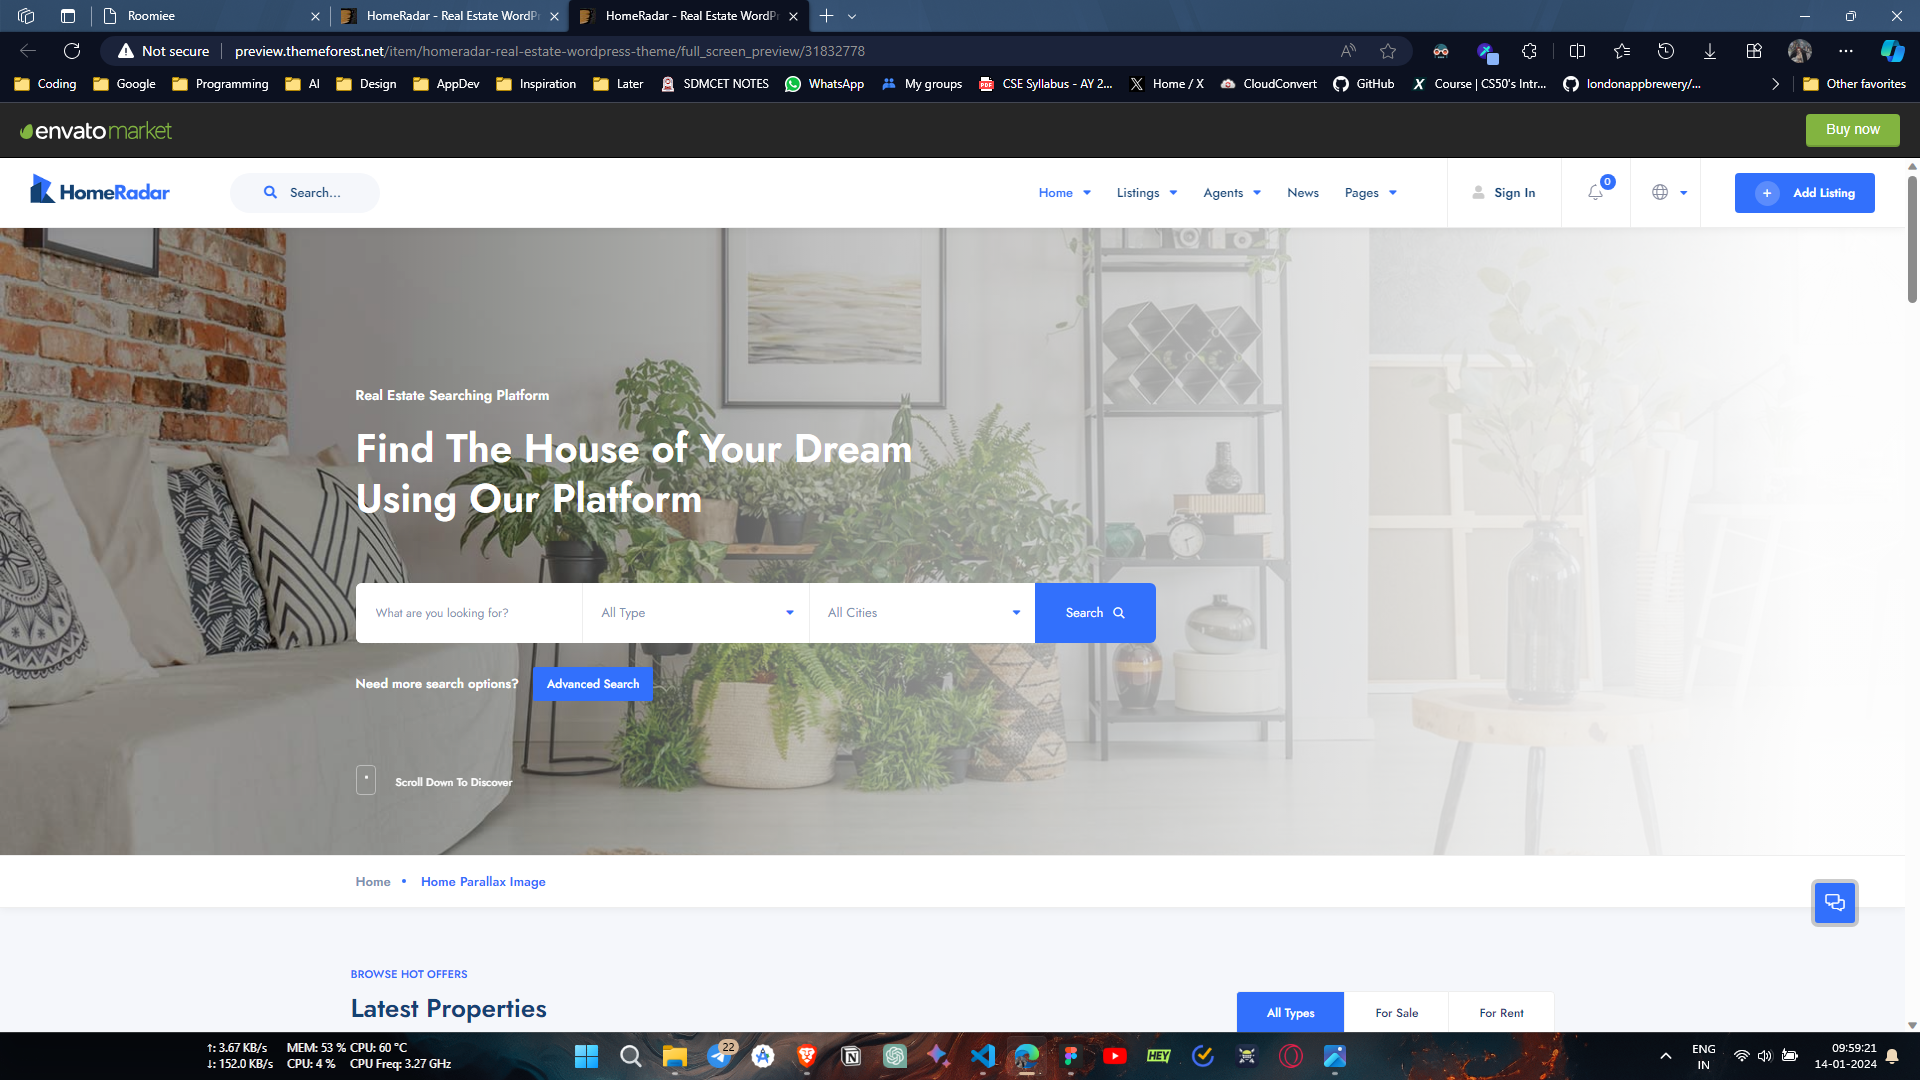 Roomiee
HomeRadar - Real Estate WordPr
HomeRadar - Real Estate WordPr
Not secure
preview.themeforest.net/item/homeradar-real-estate-wordpress-theme/full_screen_preview/31832778
Coding
Google
Programming
AI
Design
AppDev
Inspiration
Later
SDMCET NOTES
WhatsApp
My groups
CSE Syllabus - AY 2...
Home / X
CloudConvert
GitHub
Course | CS50's Intr...
londonappbrewery/...
Other favorites
envato market
Buy now
HomeRadar
Search...
Home
Listings
Agents
News
Pages
Sign In
0
+ Add Listing
Real Estate Searching Platform
Find The House of Your Dream
Using Our Platform
What are you looking for?
All Type
All Cities
Search
Need more search options?
Advanced Search
Scroll Down To Discover
Home • Home Parallax Image
BROWSE HOT OFFERS
Latest Properties
All Types
For Sale
For Rent
↑: 3.67 KB/s
MEM: 53 % CPU: 60 °C
↓: 152.0 KB/s
CPU: 4 % CPU Freq: 3.27 GHz
22
HEY
ENG
IN
09:59:21
14-01-2024